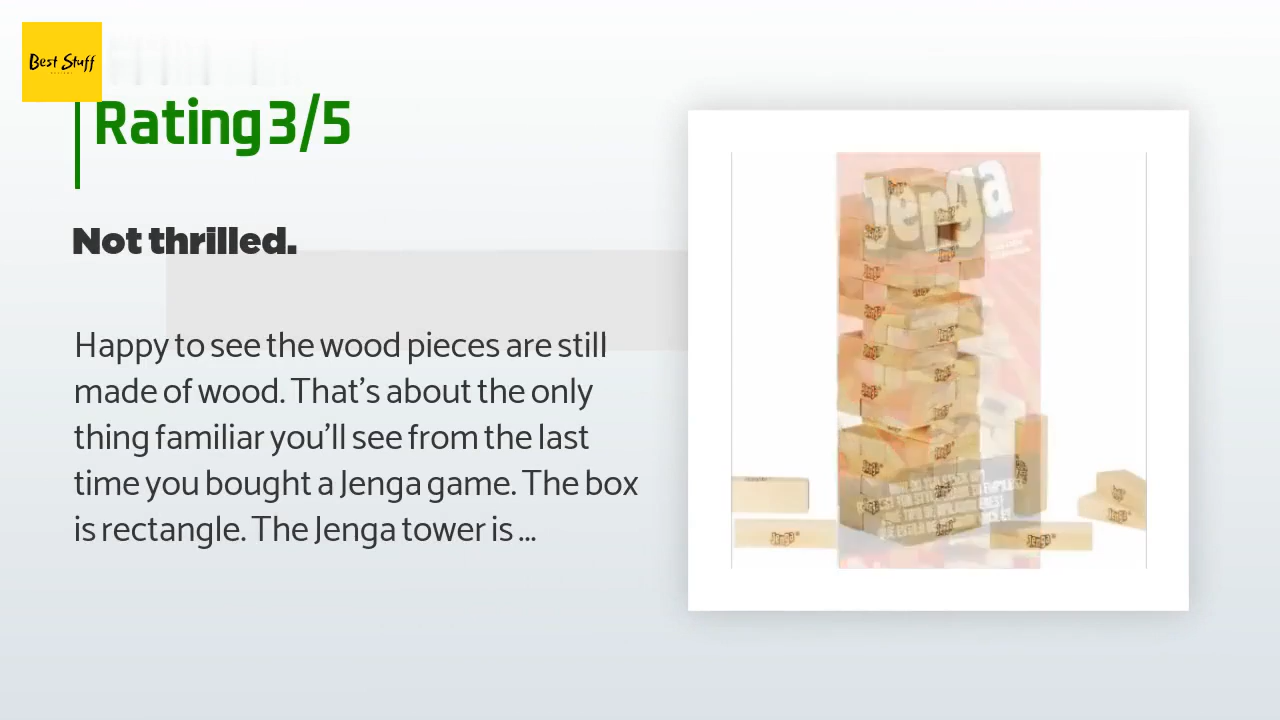 Best Stuff
Rating 3/5
Not thrilled.
Happy to see the wood pieces are still
made of wood. That's about the only
thing familiar you'll see from the last
time you bought a Jenga game. The box
is rectangle. The Jenga tower is ...
Jenga